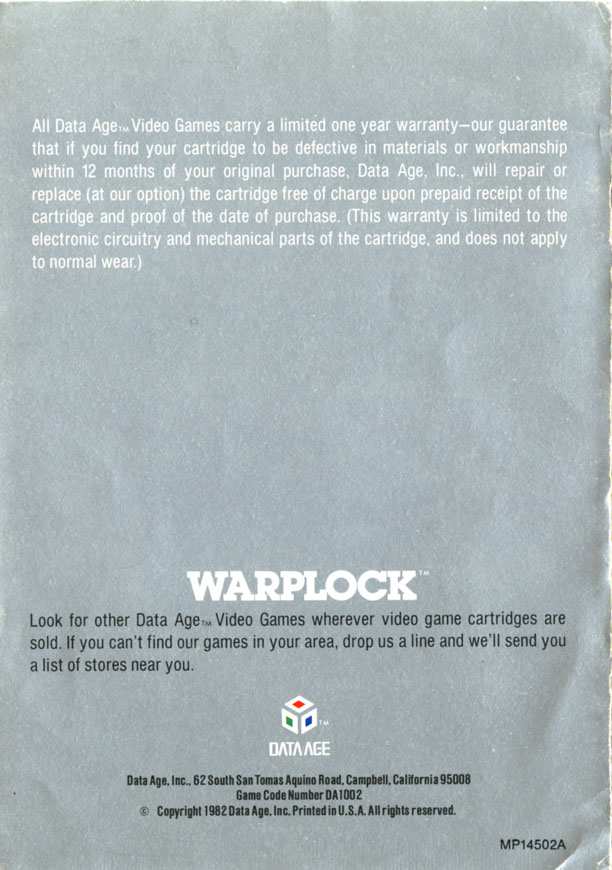 All Data Age™ Video Games carry a limited one year warranty—our guarantee
that if you find your cartridge to be defective in materials or workmanship
within 12 months of your original purchase, Data Age, Inc., will repair or
replace (at our option) the cartridge free of charge upon prepaid receipt of the
cartridge and proof of the date of purchase. (This warranty is limited to the
electronic circuitry and mechanical parts of the cartridge, and does not apply
to normal wear.)
WARPLOCK™
Look for other Data Age™ Video Games wherever video game cartridges are
sold. If you can't find our games in your area, drop us a line and we'll send you
a list of stores near you.
TM
DATA AGE
Data Age, Inc., 62 South San Tomas Aquino Road, Campbell, California 95008
Game Code Number DA1002
© Copyright 1982 Data Age, Inc. Printed in U.S.A. All rights reserved.
MP14502A